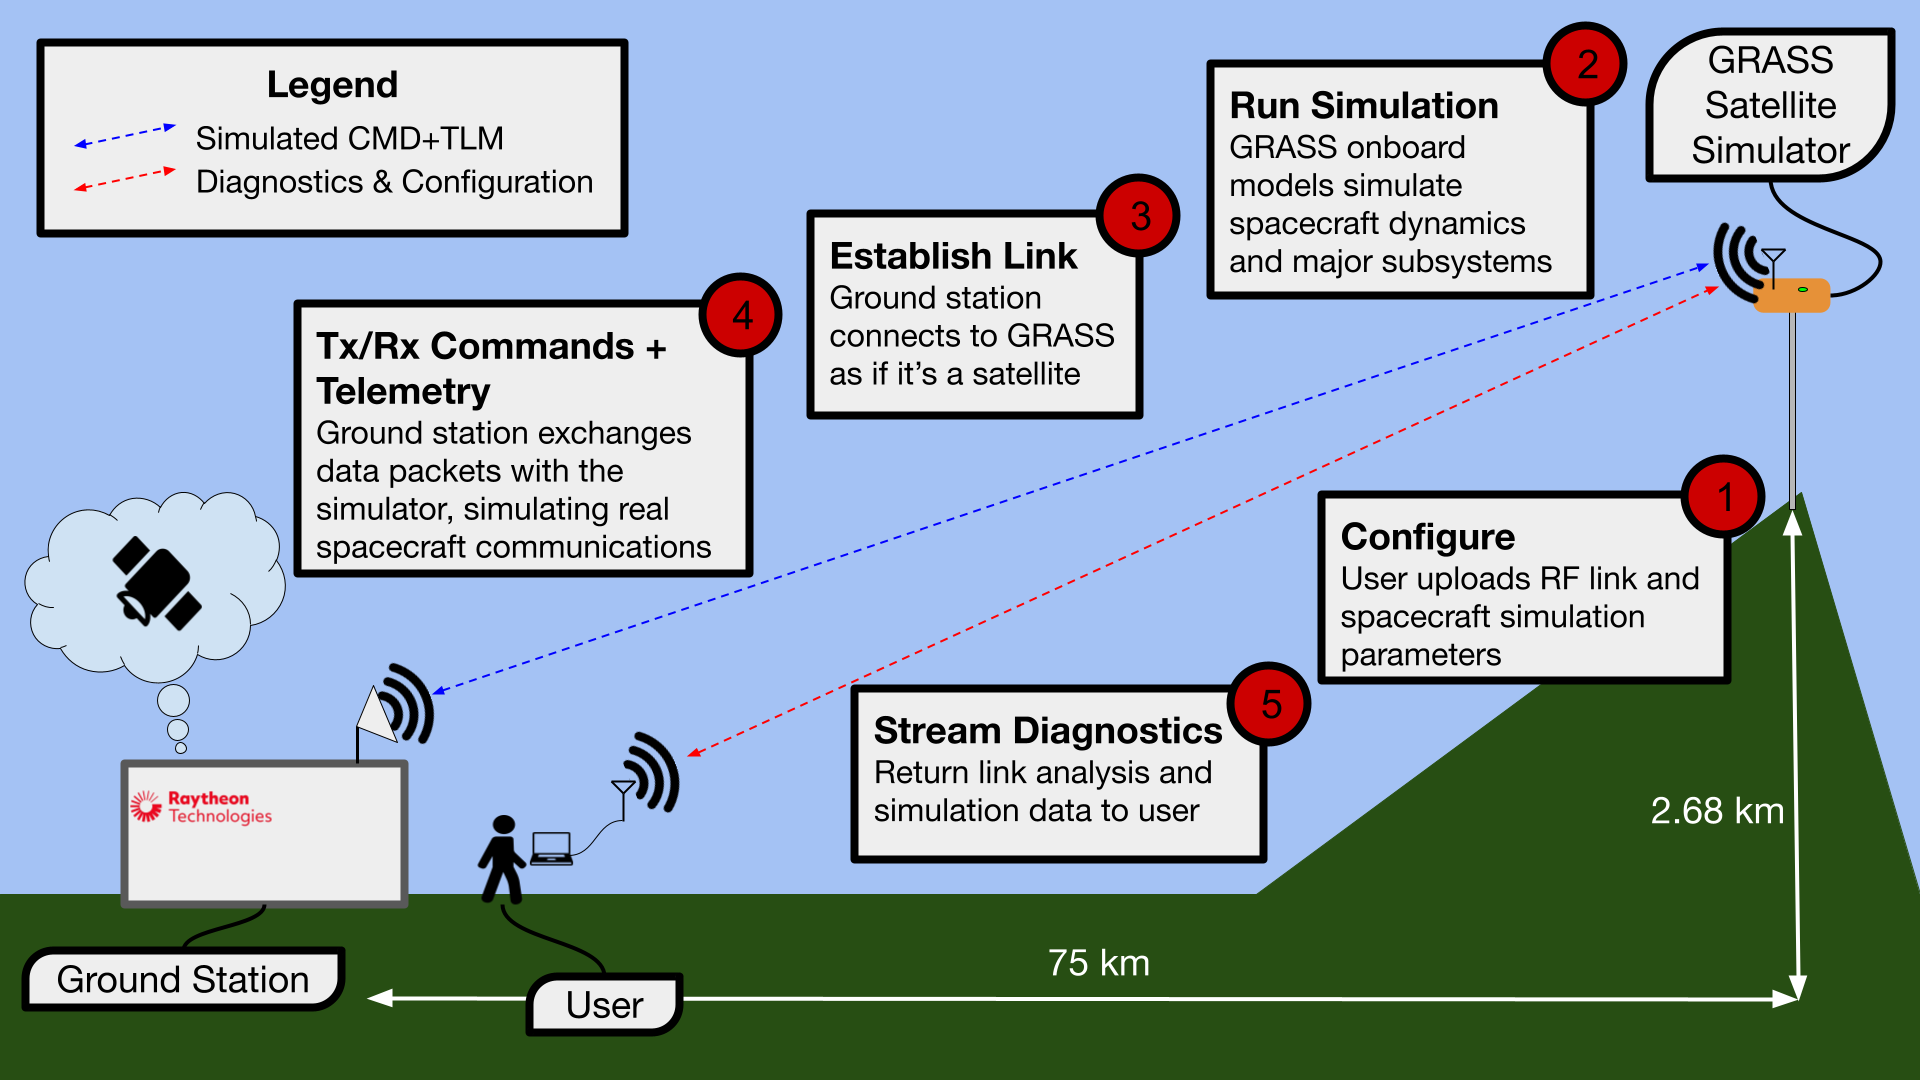 Legend
Simulated CMD+TLM
Diagnostics & Configuration
GRASS
Satellite
Simulator
2
Run Simulation
GRASS onboard
models simulate
spacecraft dynamics
and major subsystems
3
Establish Link
Ground station
connects to GRASS
as if it’s a satellite
4
Tx/Rx Commands +
Telemetry
Ground station exchanges
data packets with the
simulator, simulating real
spacecraft communications
1
Configure
User uploads RF link and
spacecraft simulation
parameters
5
Stream Diagnostics
Return link analysis and
simulation data to user
Raytheon
Technologies
2.68 km
75 km
Ground Station
User